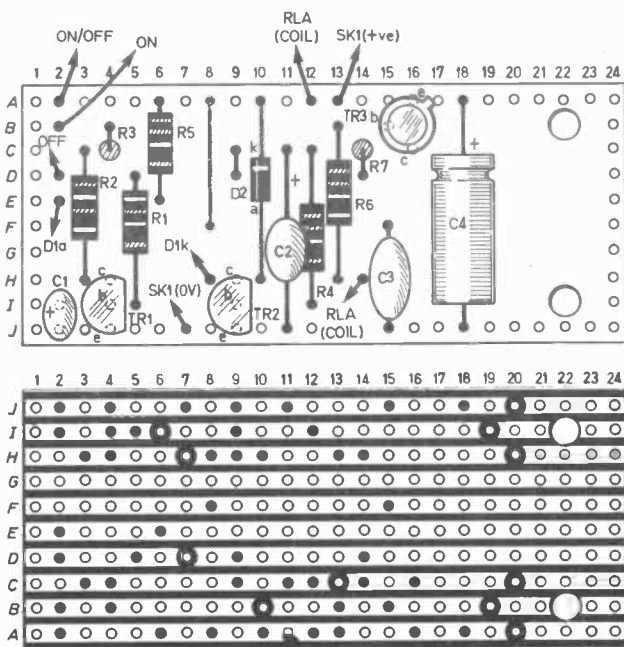 RLA
ON/OFF (COIL) SK1(+ve)
ON
1 2 3 4 5 6 7 8 9 10 11 12 13 14 15 16 17 18 19 20 21 22 23 24
A e
B R3 R5 TR3 b
OFF
C k + R7 c +
D R2 D2
E R1 a R6 C4
F D1a D1k C2
G
H C1 c c C3
I + b b R4
TR1 SK1(0V) TR2 RLA
J e e (COIL)
1 2 3 4 5 6 7 8 9 10 11 12 13 14 15 16 17 18 19 20 21 22 23 24
J
I
H
G
F
E
D
C
B
A